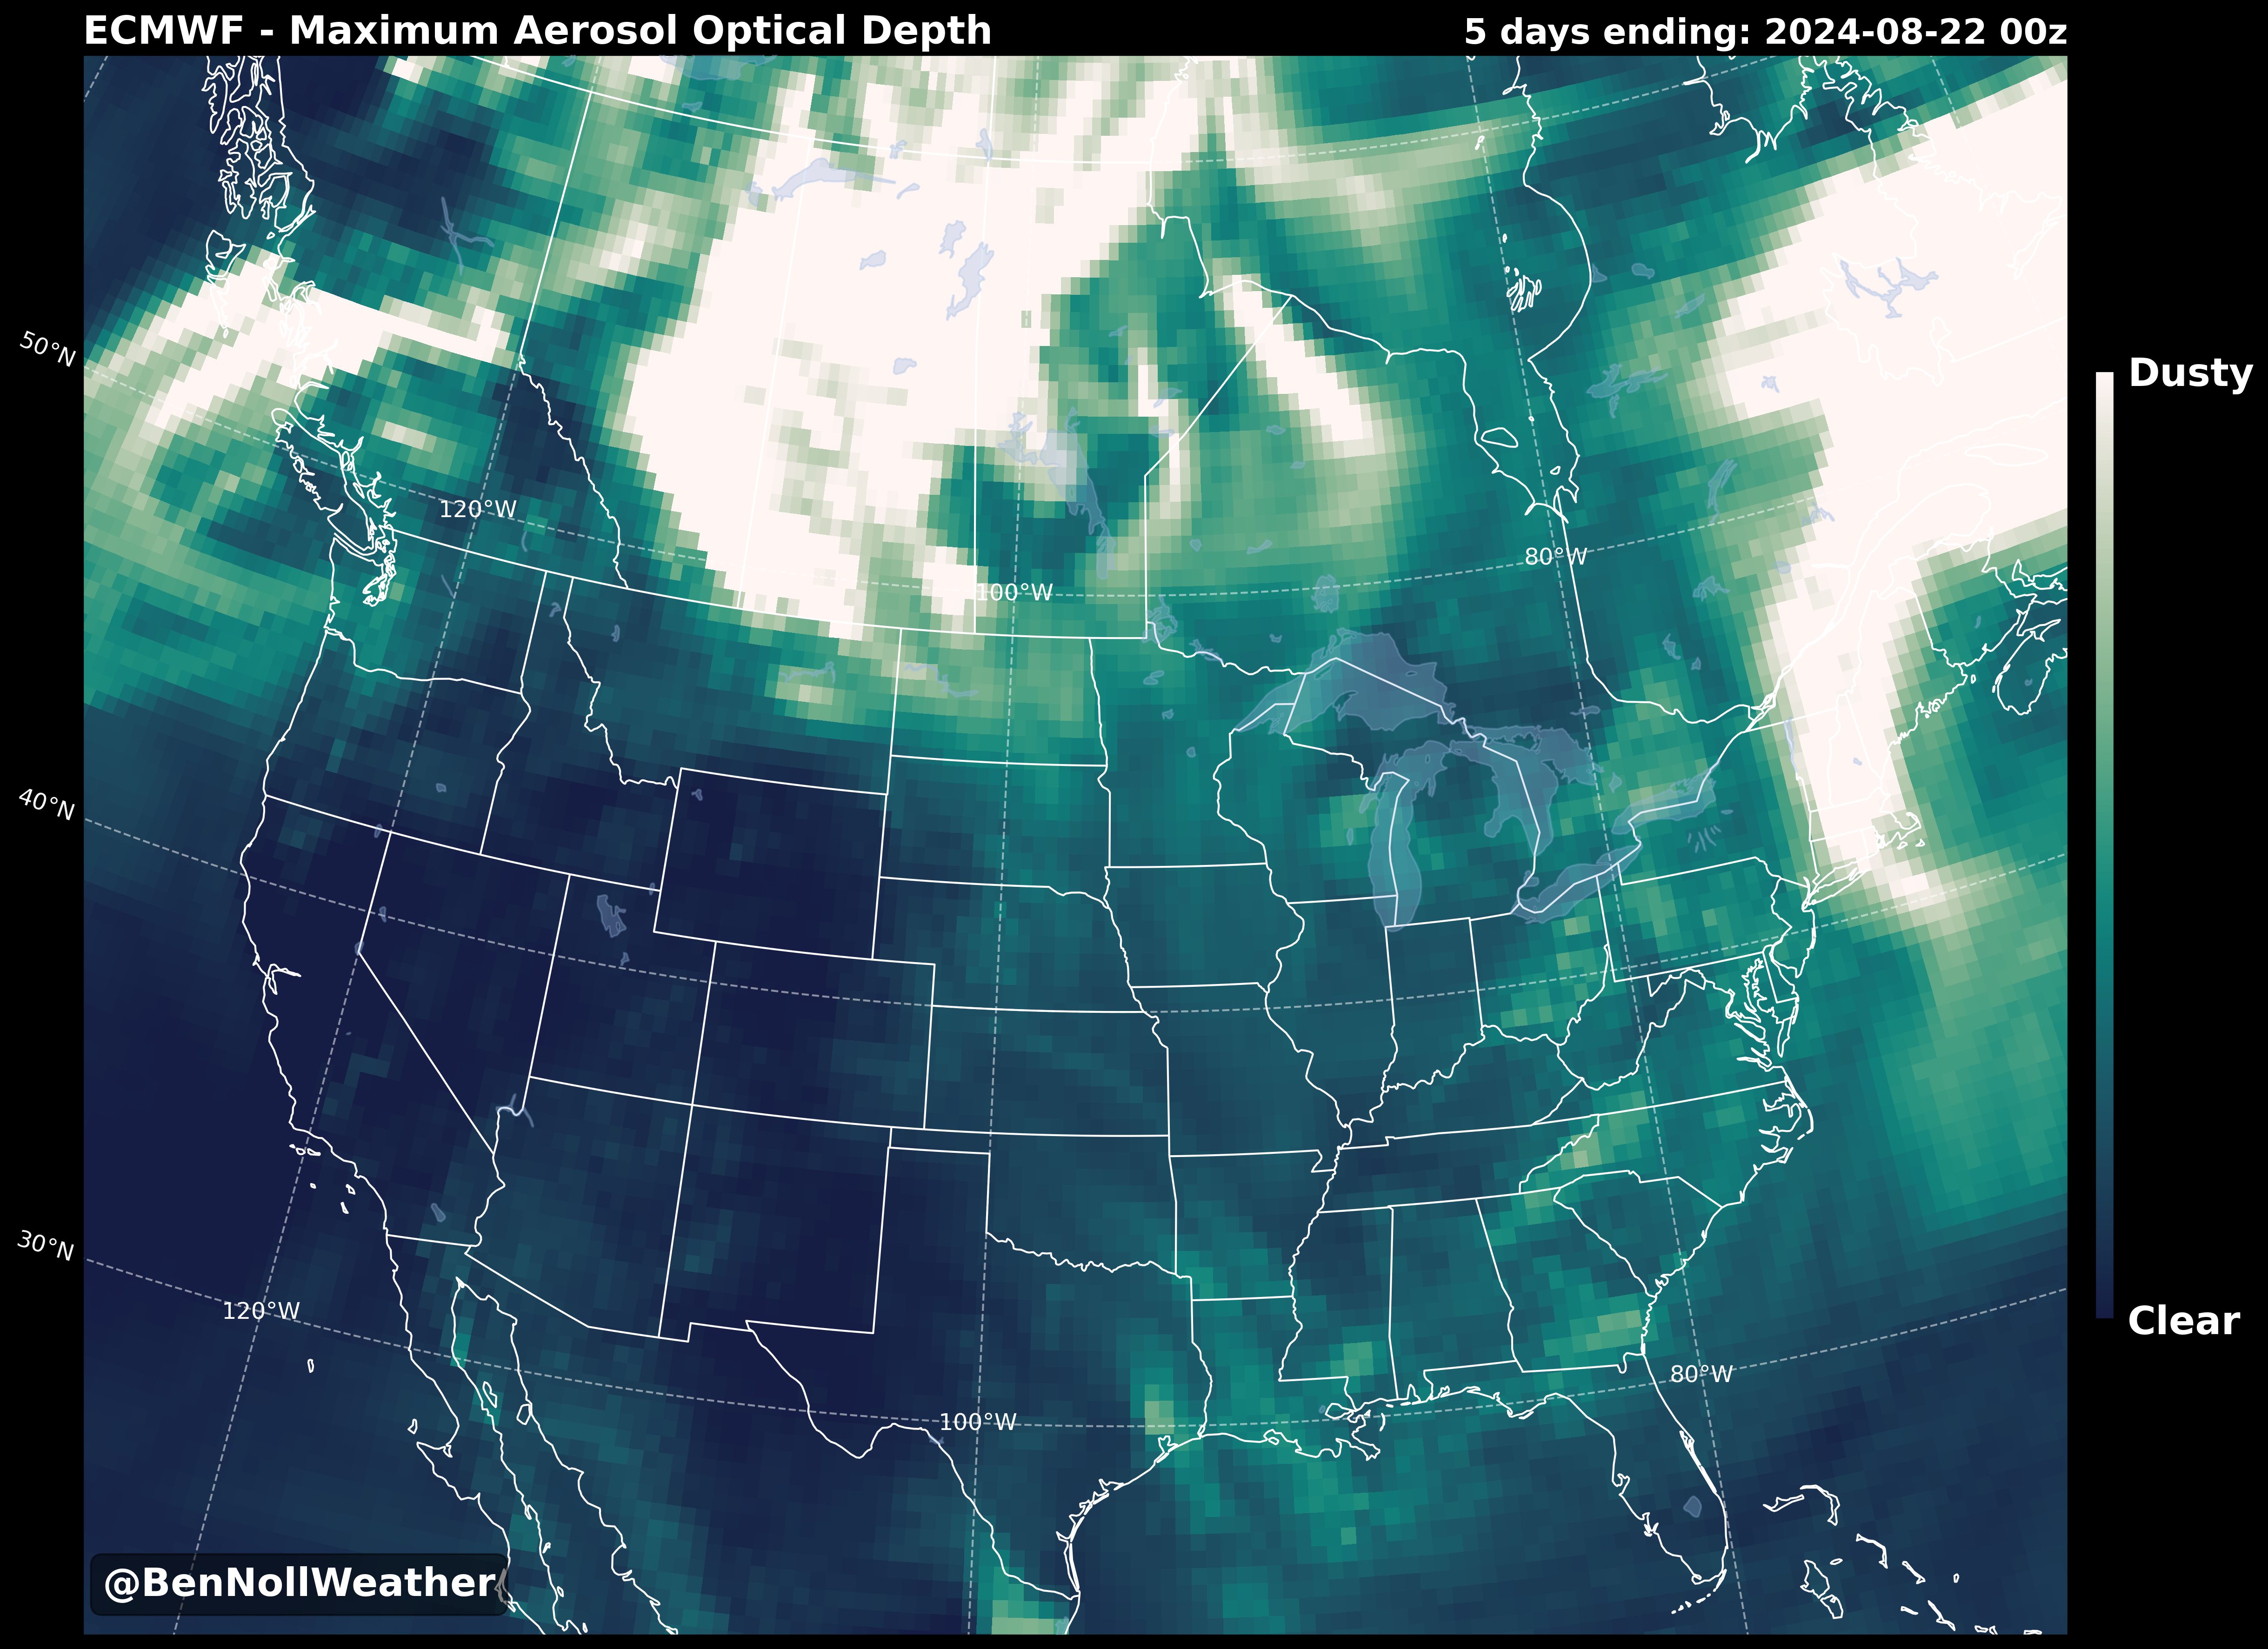 ECMWF - Maximum Aerosol Optical Depth
5 days ending: 2024-08-22 00z
50°N
Dusty
120°W
80°W
100°W
40°N
30°N
120°W
Clear
80°W
100°W
@BenNollWeather